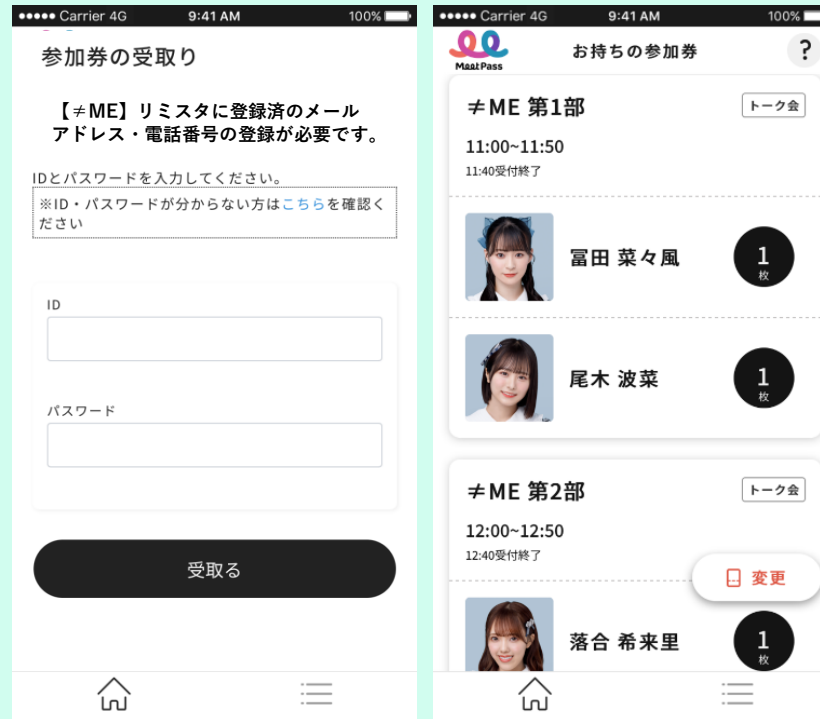 Carrier 4G 9:41 AM 100%
参加券の受取り
【≠ME】リミスタに登録済のメール
アドレス・電話番号の登録が必要です。
IDとパスワードを入力してください。
※ID・パスワードが分からない方はこちらを確認く
ださい
ID
パスワード
受取る
Carrier 4G 9:41 AM 100%
MeetPass
お持ちの参加券
?
≠ME 第1部
トーク会
11:00~11:50
11:40受付終了
冨田 菜々風
1
枚
尾木 波菜
1
枚
≠ME 第2部
トーク会
12:00~12:50
12:40受付終了
変更
落合 希来里
1
枚